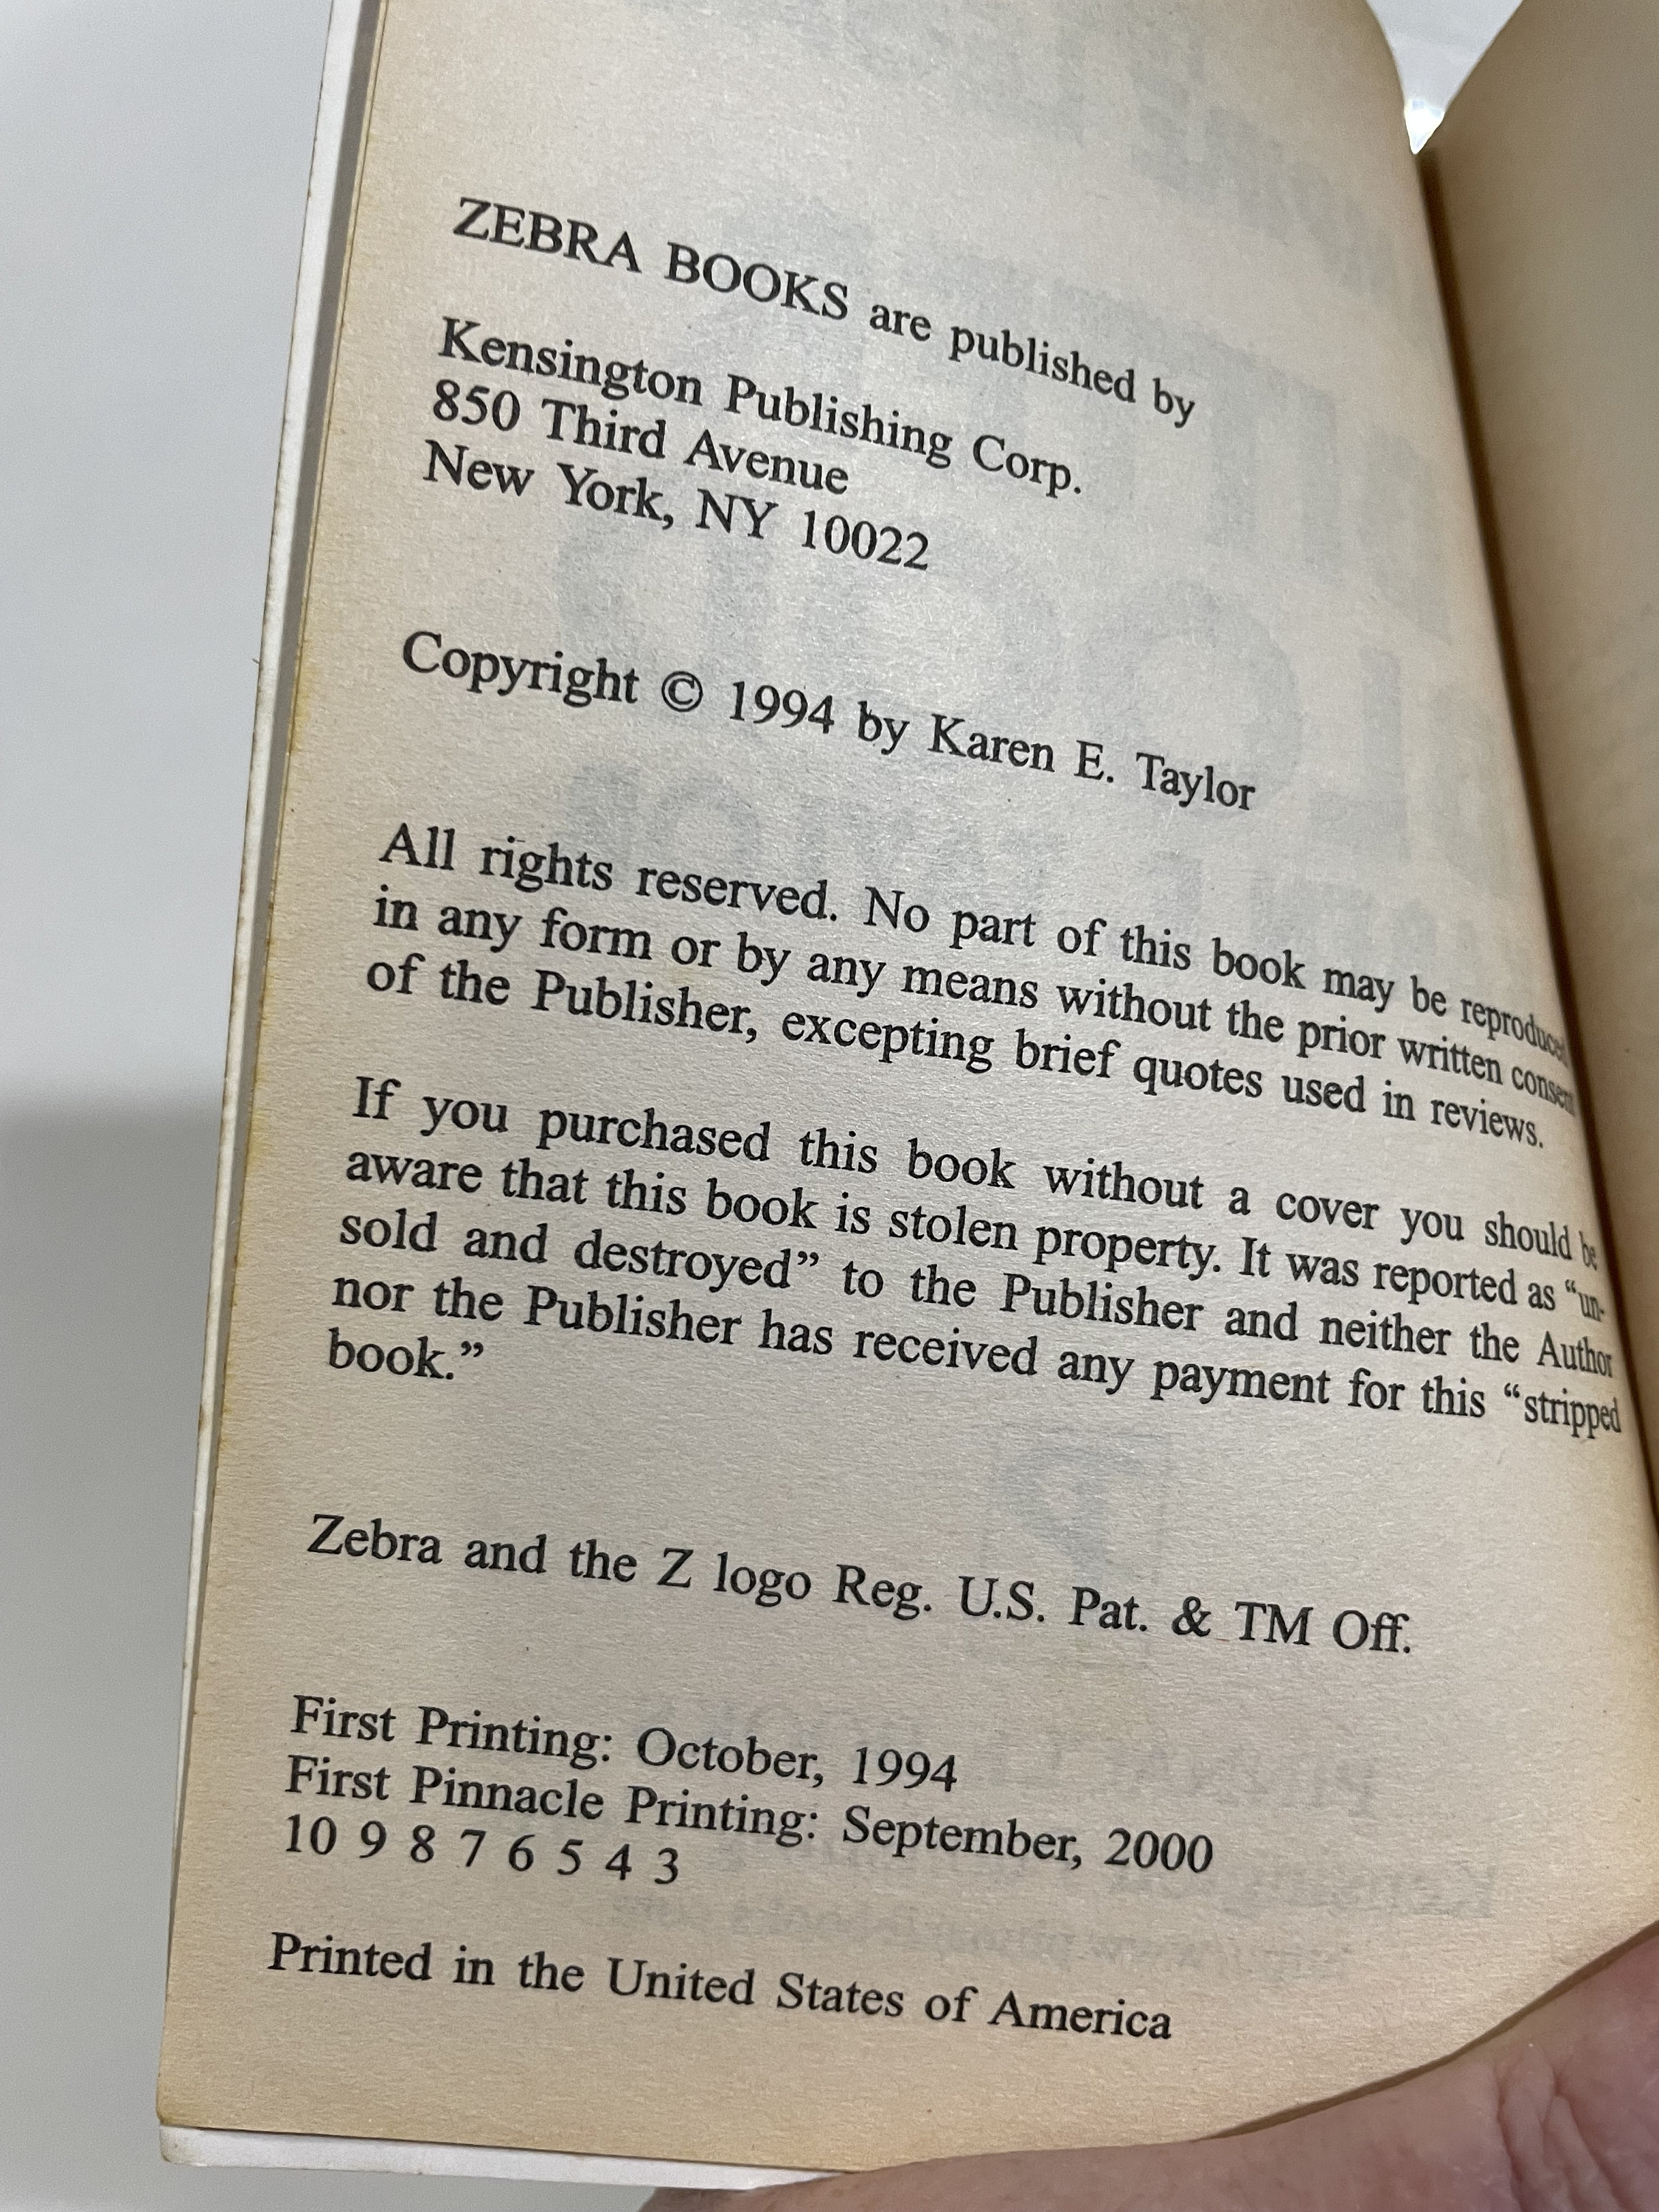 ZEBRA BOOKS are published by
Kensington Publishing Corp.
850 Third Avenue
New York, NY 10022
Copyright © 1994 by Karen E. Taylor
All rights reserved. No part of this book may be reproduced
in any form or by any means without the prior written consent
of the Publisher, excepting brief quotes used in reviews.
If you purchased this book without a cover you should be
aware that this book is stolen property. It was reported as “un-
sold and destroyed” to the Publisher and neither the Author
nor the Publisher has received any payment for this “stripped
book.”
Zebra and the Z logo Reg. U.S. Pat. & TM Off.
First Printing: October, 1994
First Pinnacle Printing: September, 2000
10 9 8 7 6 5 4 3
Printed in the United States of America